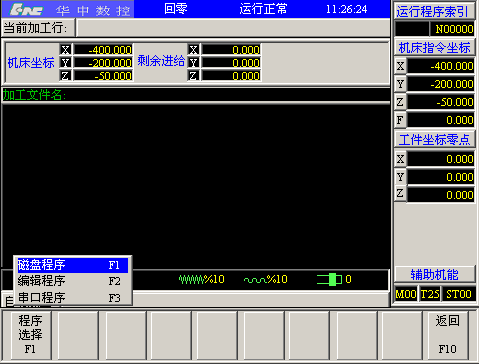 华中数控 回零 运行正常 11:26:24 运行程序索引
N00000
当前加工行:
机床坐标 X -400.000 剩余进给 X 0.000
Y -200.000 Y 0.000
Z -50.000 Z 0.000
机床指令坐标
X -400.000
Y -200.000
Z -50.000
F 0.000
加工文件名:
工件坐标零点
X 0.000
Y 0.000
Z 0.000
磁盘程序 F1
编辑程序 F2
串口程序 F3
%10 %10 0
辅助机能
M00 T25 ST00
程序选择 F1
返回 F10